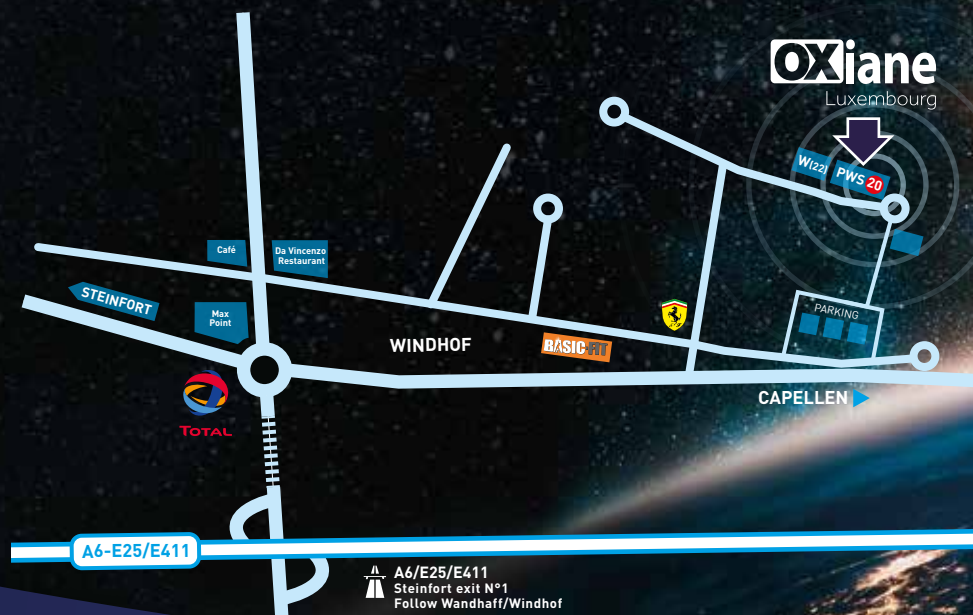 OXiane
Luxembourg
W(22)
PWS 20
Café
Da Vincenzo
Restaurant
STEINFORT
Max
Point
WINDHOF
BASIC-FIT
PARKING
CAPELLEN
TOTAL
A6-E25/E411
A6/E25/E411
Steinfort exit N°1
Follow Wandhaff/Windhof